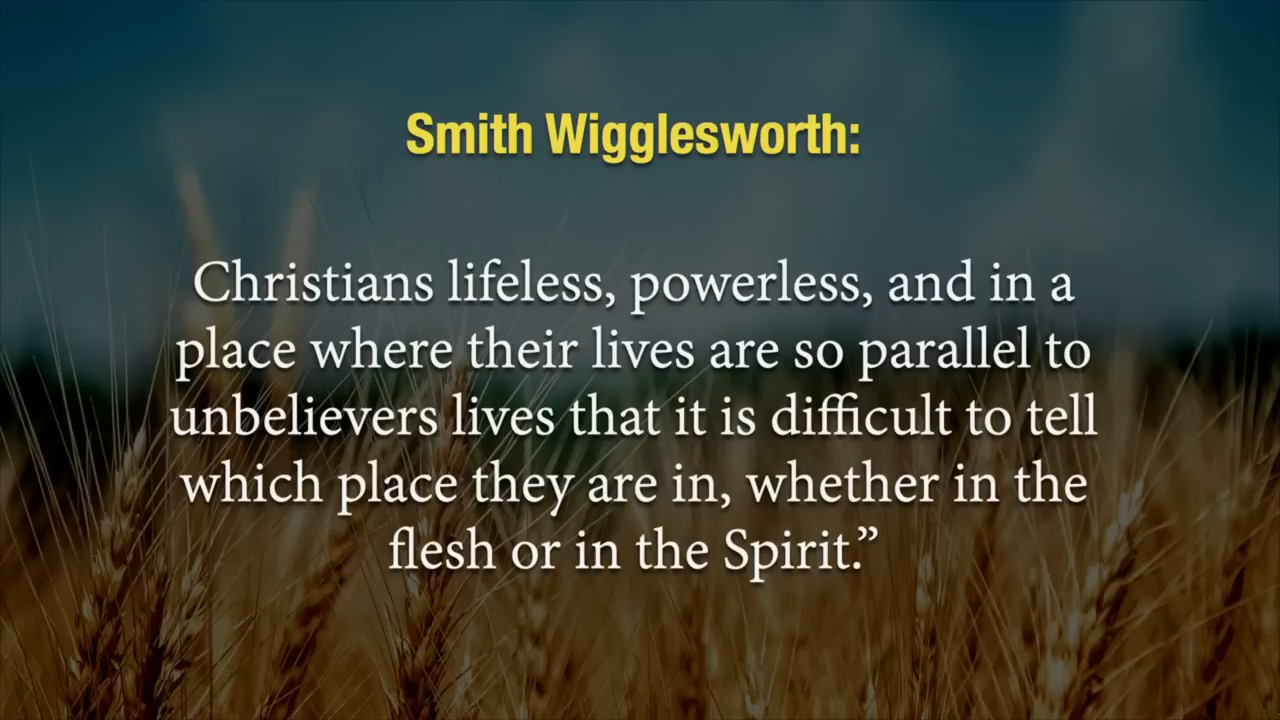 Smith Wigglesworth:
Christians lifeless, powerless, and in a
place where their lives are so parallel to
unbelievers lives that it is difficult to tell
which place they are in, whether in the
flesh or in the Spirit.”